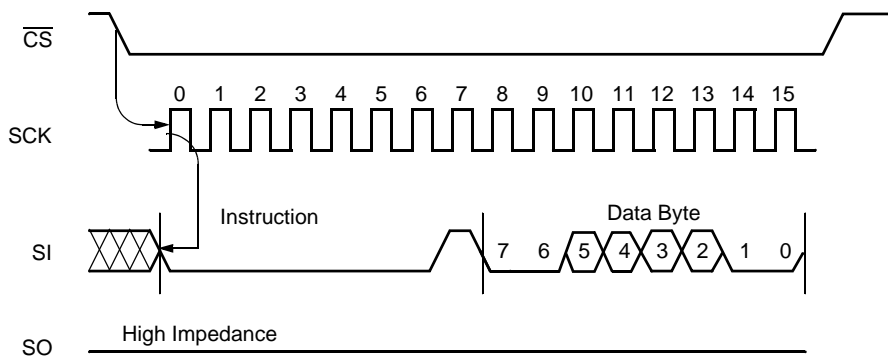 CS
0 1 2 3 4 5 6 7 8 9 10 11 12 13 14 15
SCK
Instruction
Data Byte
SI
7 6 5 4 3 2 1 0
High Impedance
SO